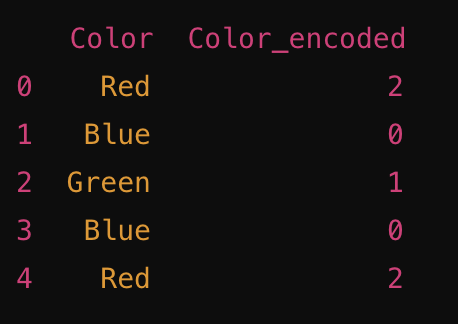 Color Color_encoded
0 Red 2
1 Blue 0
2 Green 1
3 Blue 0
4 Red 2